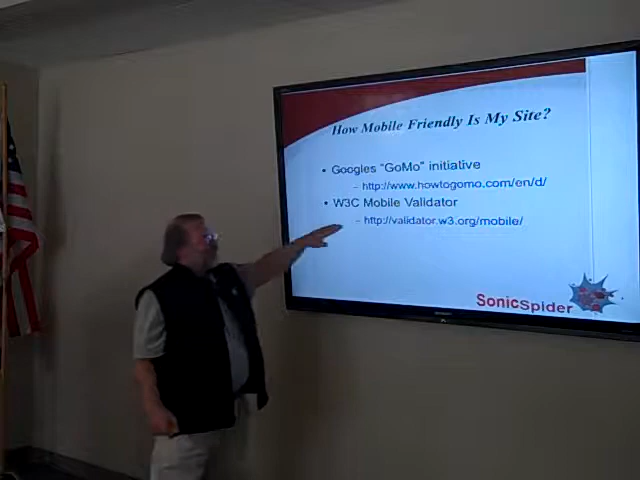 How Mobile Friendly Is My Site?
• Googles "GoMo" initiative
– http://www.howtogomo.com/en/d/
• W3C Mobile Validator
– http://validator.w3.org/mobile/
SonicSpider